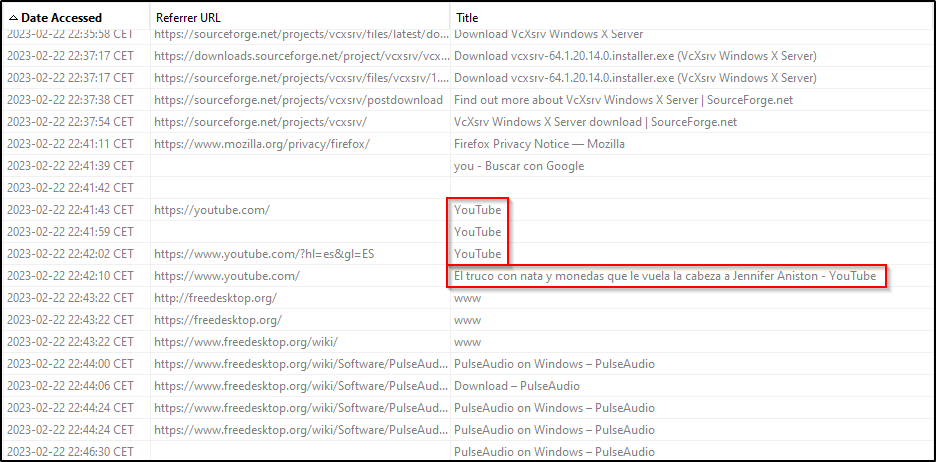 Date Accessed Referrer URL Title
2023-02-22 22:35:58 CET https://sourceforge.net/projects/vcxsrv/files/latest/do... Download VcXsrv Windows X Server
2023-02-22 22:37:17 CET https://downloads.sourceforge.net/project/vcxsrv/vcx... Download vcxsrv-64.1.20.14.0.installer.exe (VcXsrv Windows X Server)
2023-02-22 22:37:17 CET https://sourceforge.net/projects/vcxsrv/files/vcxsrv/1.... Download vcxsrv-64.1.20.14.0.installer.exe (VcXsrv Windows X Server)
2023-02-22 22:37:38 CET https://sourceforge.net/projects/vcxsrv/postdownload Find out more about VcXsrv Windows X Server | SourceForge.net
2023-02-22 22:37:54 CET https://sourceforge.net/projects/vcxsrv/ VcXsrv Windows X Server download | SourceForge.net
2023-02-22 22:41:11 CET https://www.mozilla.org/privacy/firefox/ Firefox Privacy Notice — Mozilla
2023-02-22 22:41:39 CET you - Buscar con Google
2023-02-22 22:41:42 CET
2023-02-22 22:41:43 CET https://youtube.com/ YouTube
2023-02-22 22:41:59 CET YouTube
2023-02-22 22:42:02 CET https://www.youtube.com/?hl=es&gl=ES YouTube
2023-02-22 22:42:10 CET https://www.youtube.com/ El truco con nata y monedas que le vuela la cabeza a Jennifer Aniston - YouTube
2023-02-22 22:43:22 CET http://freedesktop.org/ www
2023-02-22 22:43:22 CET https://freedesktop.org/ www
2023-02-22 22:43:22 CET https://www.freedesktop.org/wiki/ www
2023-02-22 22:44:00 CET https://www.freedesktop.org/wiki/Software/PulseAud... PulseAudio on Windows – PulseAudio
2023-02-22 22:44:06 CET https://www.freedesktop.org/wiki/Software/PulseAud... Download – PulseAudio
2023-02-22 22:44:24 CET https://www.freedesktop.org/wiki/Software/PulseAud... PulseAudio on Windows – PulseAudio
2023-02-22 22:44:24 CET https://www.freedesktop.org/wiki/Software/PulseAud... PulseAudio on Windows – PulseAudio
2023-02-22 22:46:30 CET PulseAudio on Windows – PulseAudio